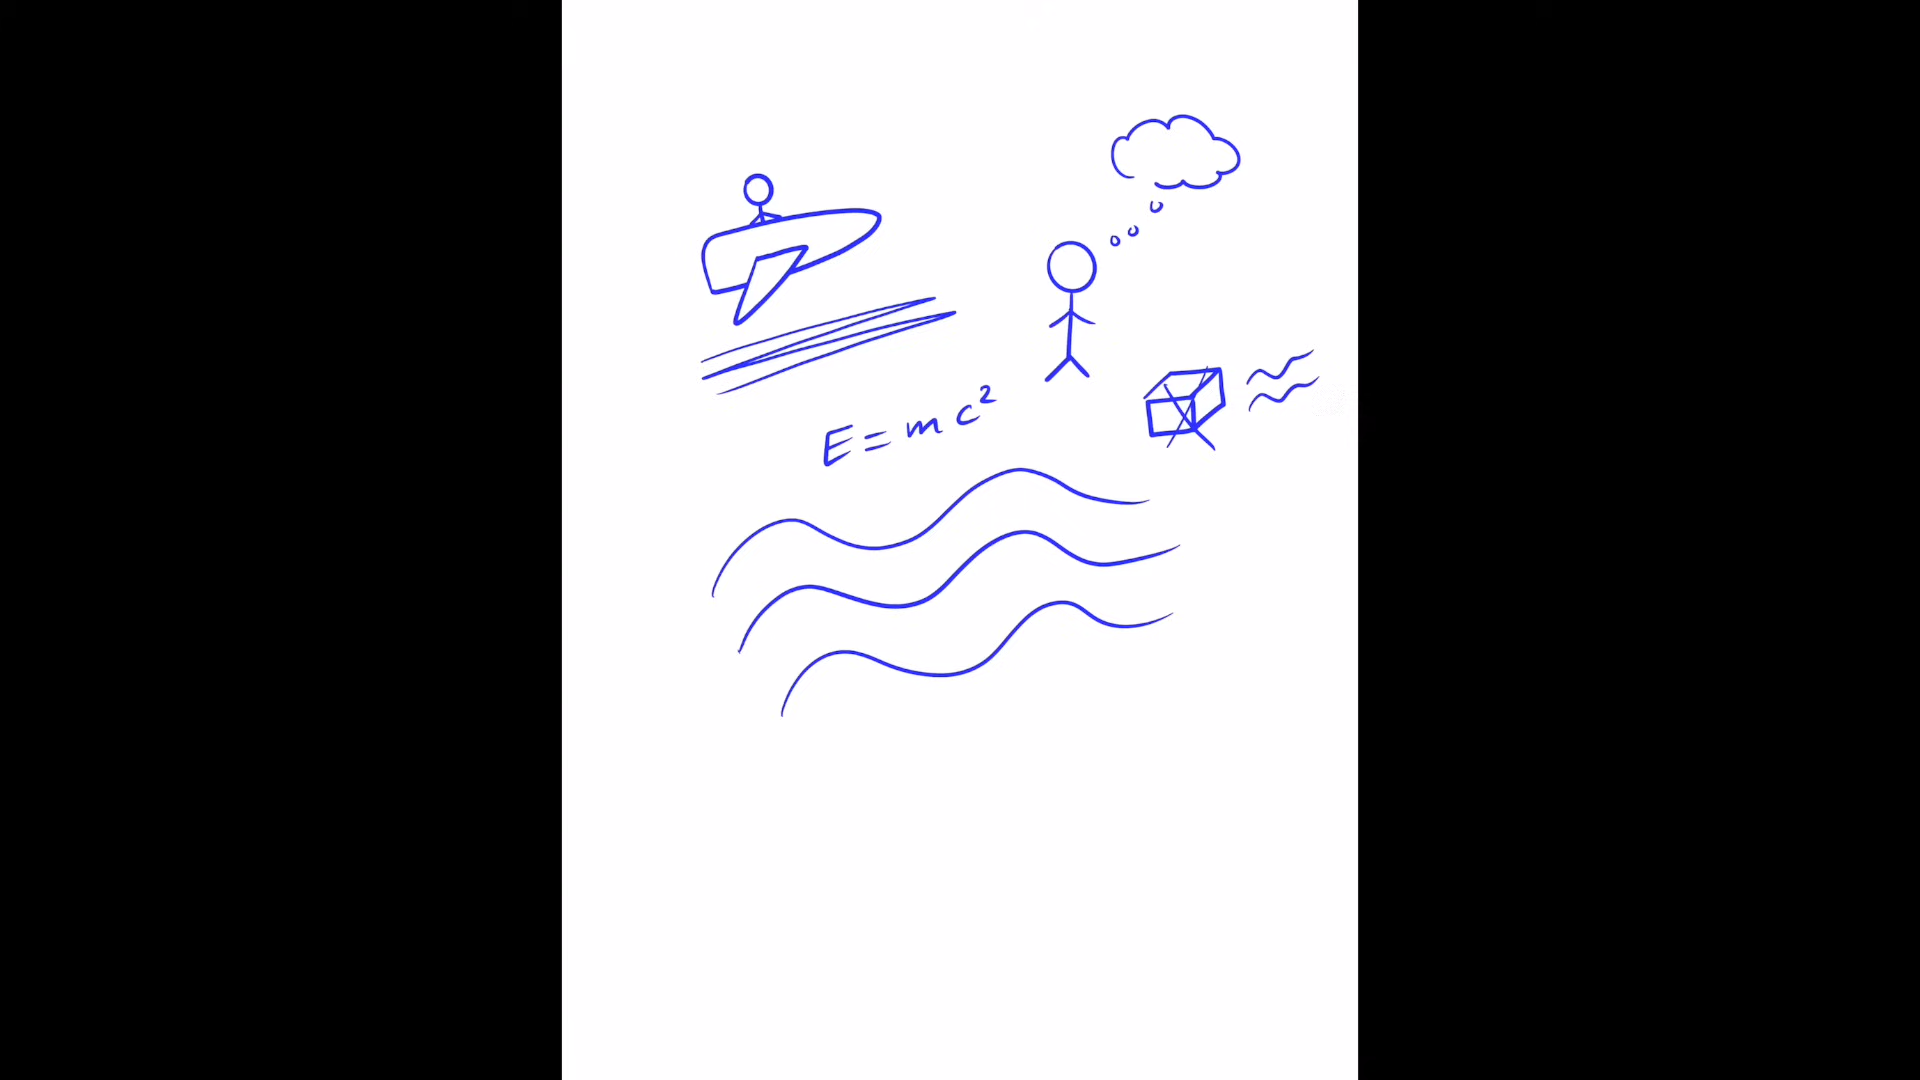 E = mc²